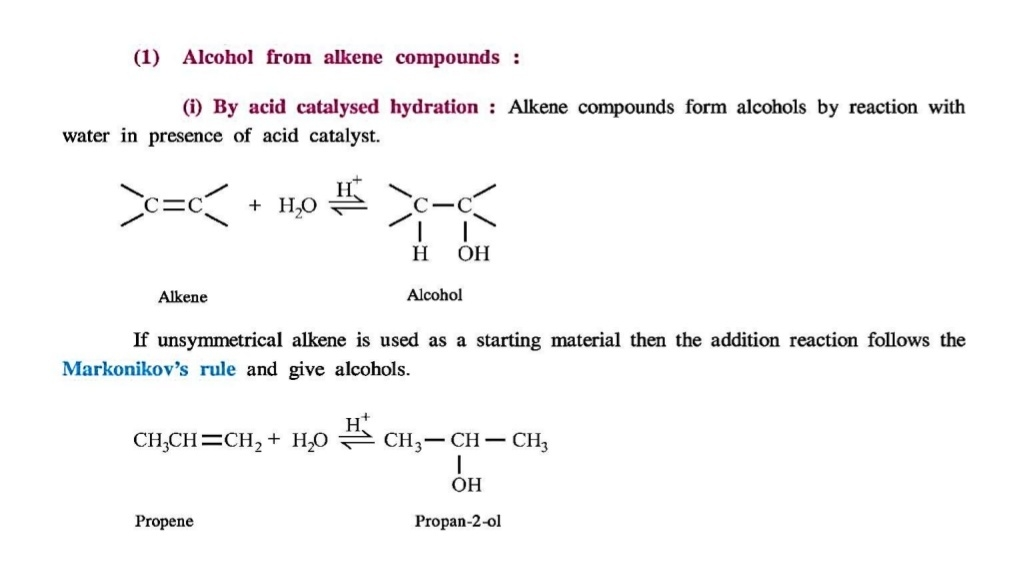 (1) Alcohol from alkene compounds :
(i) By acid catalysed hydration : Alkene compounds form alcohols by reaction with
water in presence of acid catalyst.
C=C + H₂O ⇌ C–C
H⁺
H OH
Alkene Alcohol
If unsymmetrical alkene is used as a starting material then the addition reaction follows the
Markonikov's rule and give alcohols.
H⁺
CH₃CH=CH₂ + H₂O ⇌ CH₃– CH – CH₃
OH
Propene Propan-2-ol